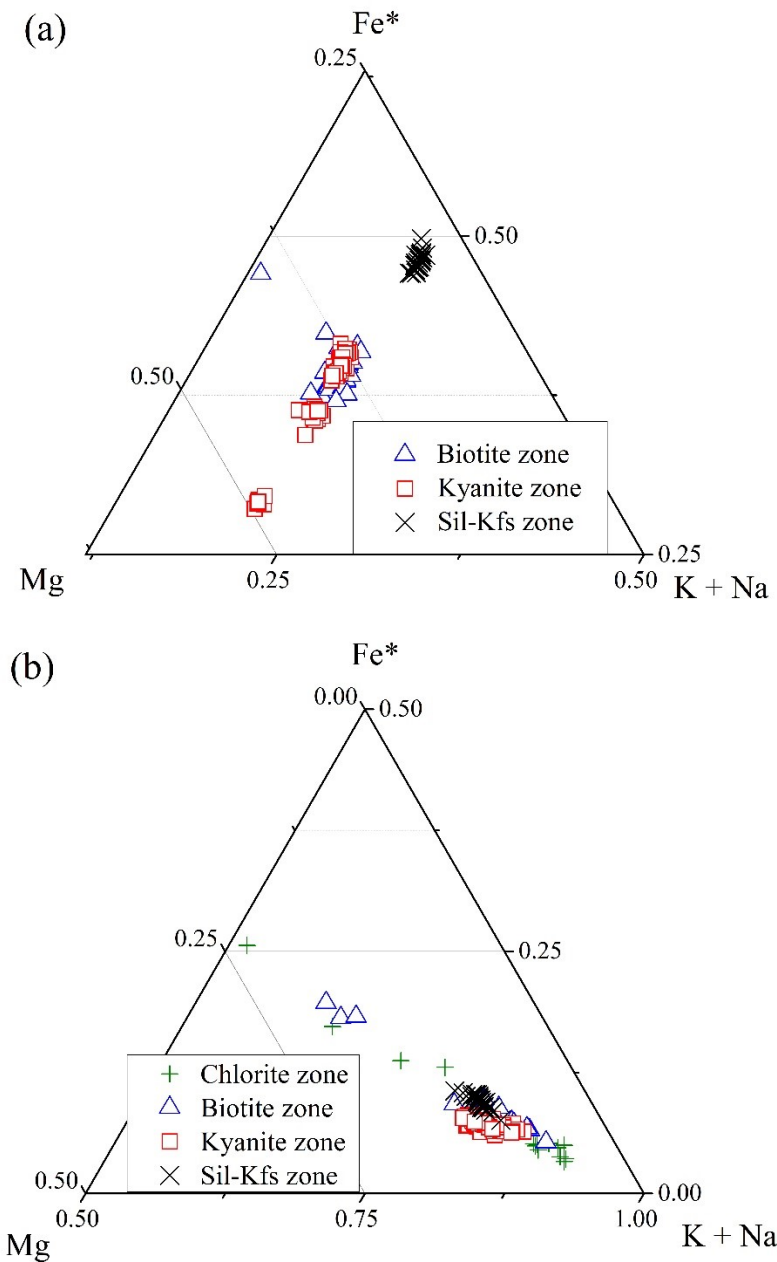 (a)
Fe*
0.25
0.50
0.50
Biotite zone
Kyanite zone
Sil-Kfs zone
0.25
Mg
0.25
0.50
K + Na
(b)
Fe*
0.00
0.50
0.25
0.25
Chlorite zone
Biotite zone
Kyanite zone
Sil-Kfs zone
0.50
0.00
0.50
0.75
1.00
Mg
K + Na